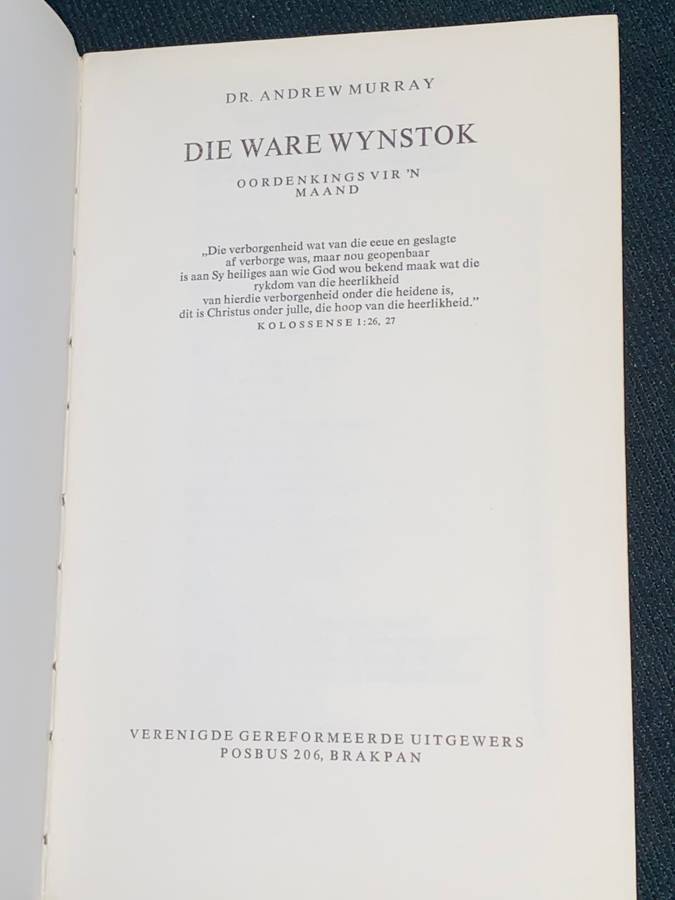 DR. ANDREW MURRAY
DIE WARE WYNSTOK
OORDENKINGS VIR 'N
MAAND
„Die verborgenheid wat van die eeue en geslagte
af verborge was, maar nou geopenbaar
is aan Sy heiliges aan wie God wou bekend maak wat die
rykdom van die heerlikheid
van hierdie verborgenheid onder die heidene is,
dit is Christus onder julle, die hoop van die heerlikheid.”
KOLOSSENSE 1:26, 27
VERENIGDE GEREFORMEERDE UITGEWERS
POSBUS 206, BRAKPAN